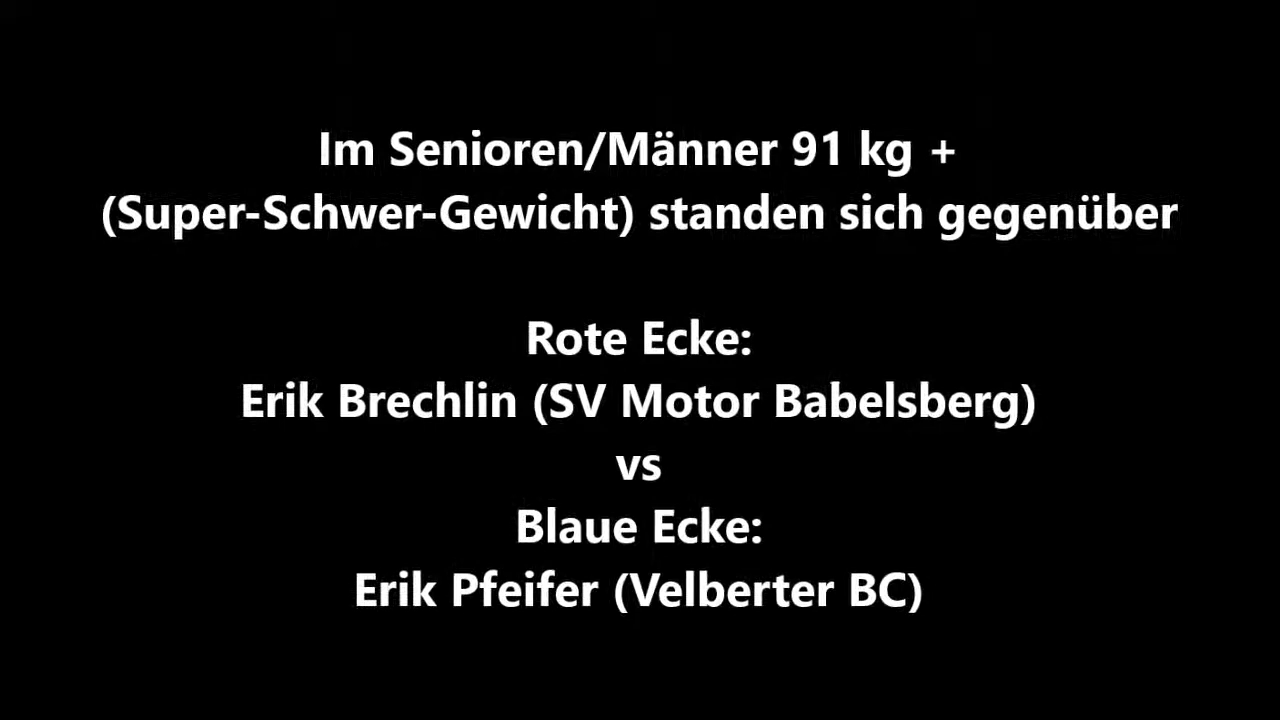 Im Senioren/Männer 91 kg +
(Super-Schwer-Gewicht) standen sich gegenüber
Rote Ecke:
Erik Brechlin (SV Motor Babelsberg)
vs
Blaue Ecke:
Erik Pfeifer (Velberter BC)